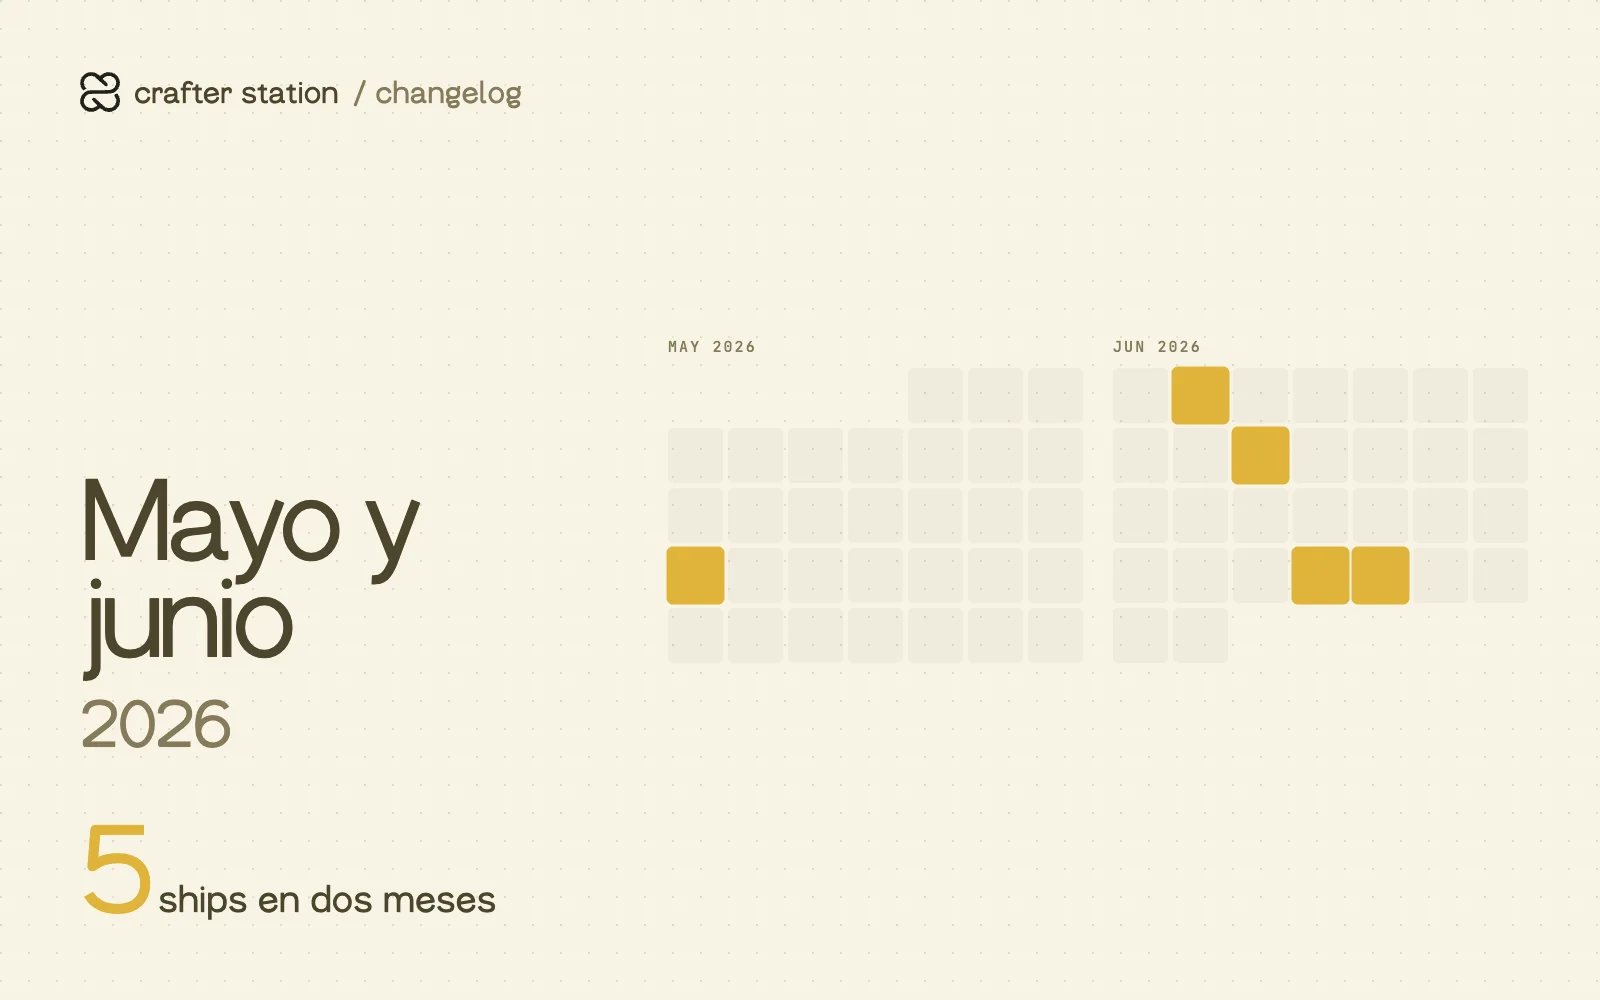 crafter station / changelog
MAY 2026
JUN 2026
Mayo y
junio
2026
5 ships en dos meses